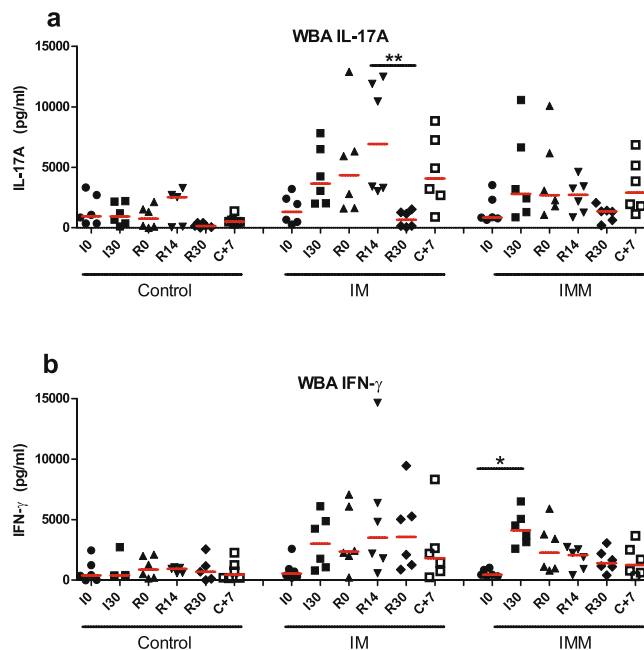 a
WBA IL-17A
**
15000
10000
5000
0
IL-17A (pg/ml)
I0 I30 R0 R14 R30 C+7 I0 I30 R0 R14 R30 C+7 I0 I30 R0 R14 R30 C+7
Control IM IMM
b
WBA IFN-γ
*
15000
10000
5000
0
IFN-γ (pg/ml)
I0 I30 R0 R14 R30 C+7 I0 I30 R0 R14 R30 C+7 I0 I30 R0 R14 R30 C+7
Control IM IMM